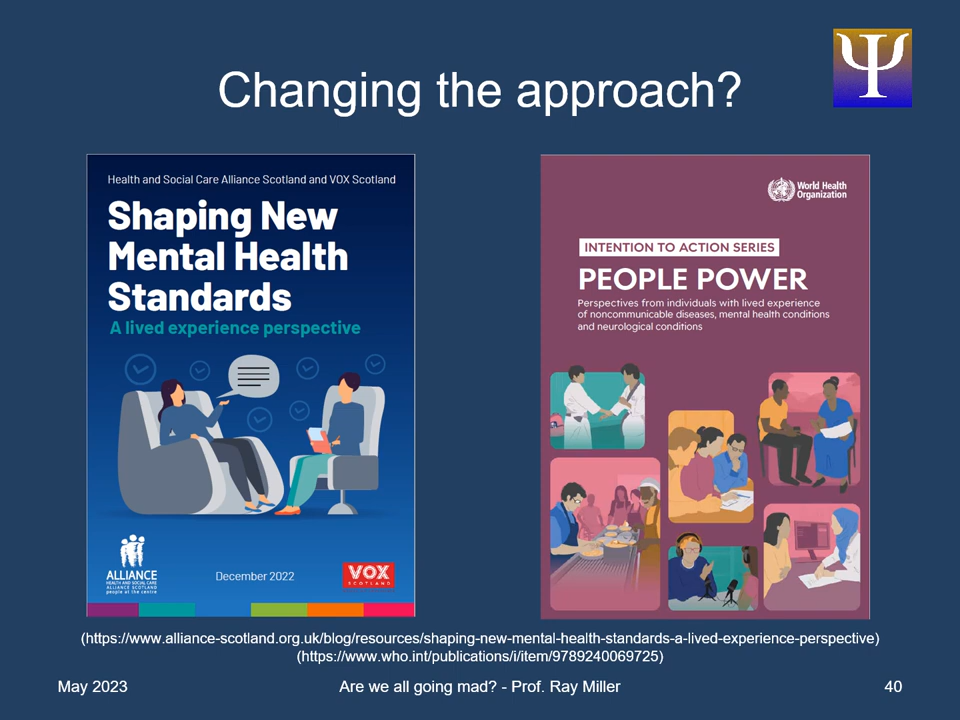 Changing the approach?
Ψ
Health and Social Care Alliance Scotland and VOX Scotland
Shaping New
Mental Health
Standards
A lived experience perspective
ALLIANCE
HEALTH AND SOCIAL CARE
ALLIANCE SCOTLAND
people at the centre
December 2022
VOX
SCOTLAND
World Health
Organization
INTENTION TO ACTION SERIES
PEOPLE POWER
Perspectives from individuals with lived experience
of noncommunicable diseases, mental health conditions
and neurological conditions
(https://www.alliance-scotland.org.uk/blog/resources/shaping-new-mental-health-standards-a-lived-experience-perspective)
(https://www.who.int/publications/i/item/9789240069725)
May 2023
Are we all going mad? - Prof. Ray Miller
40